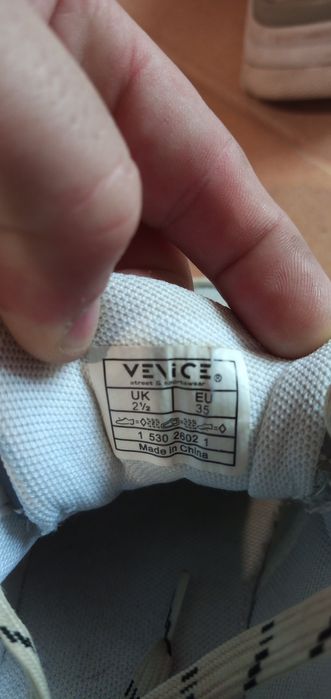 VENiCE®
street & sportswear
UK EU
2½ 35
1 530 2602 1
Made in China